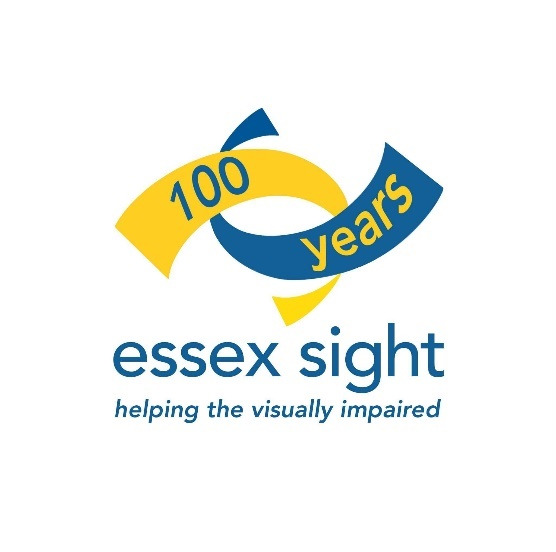 100
years
essex sight
helping the visually impaired